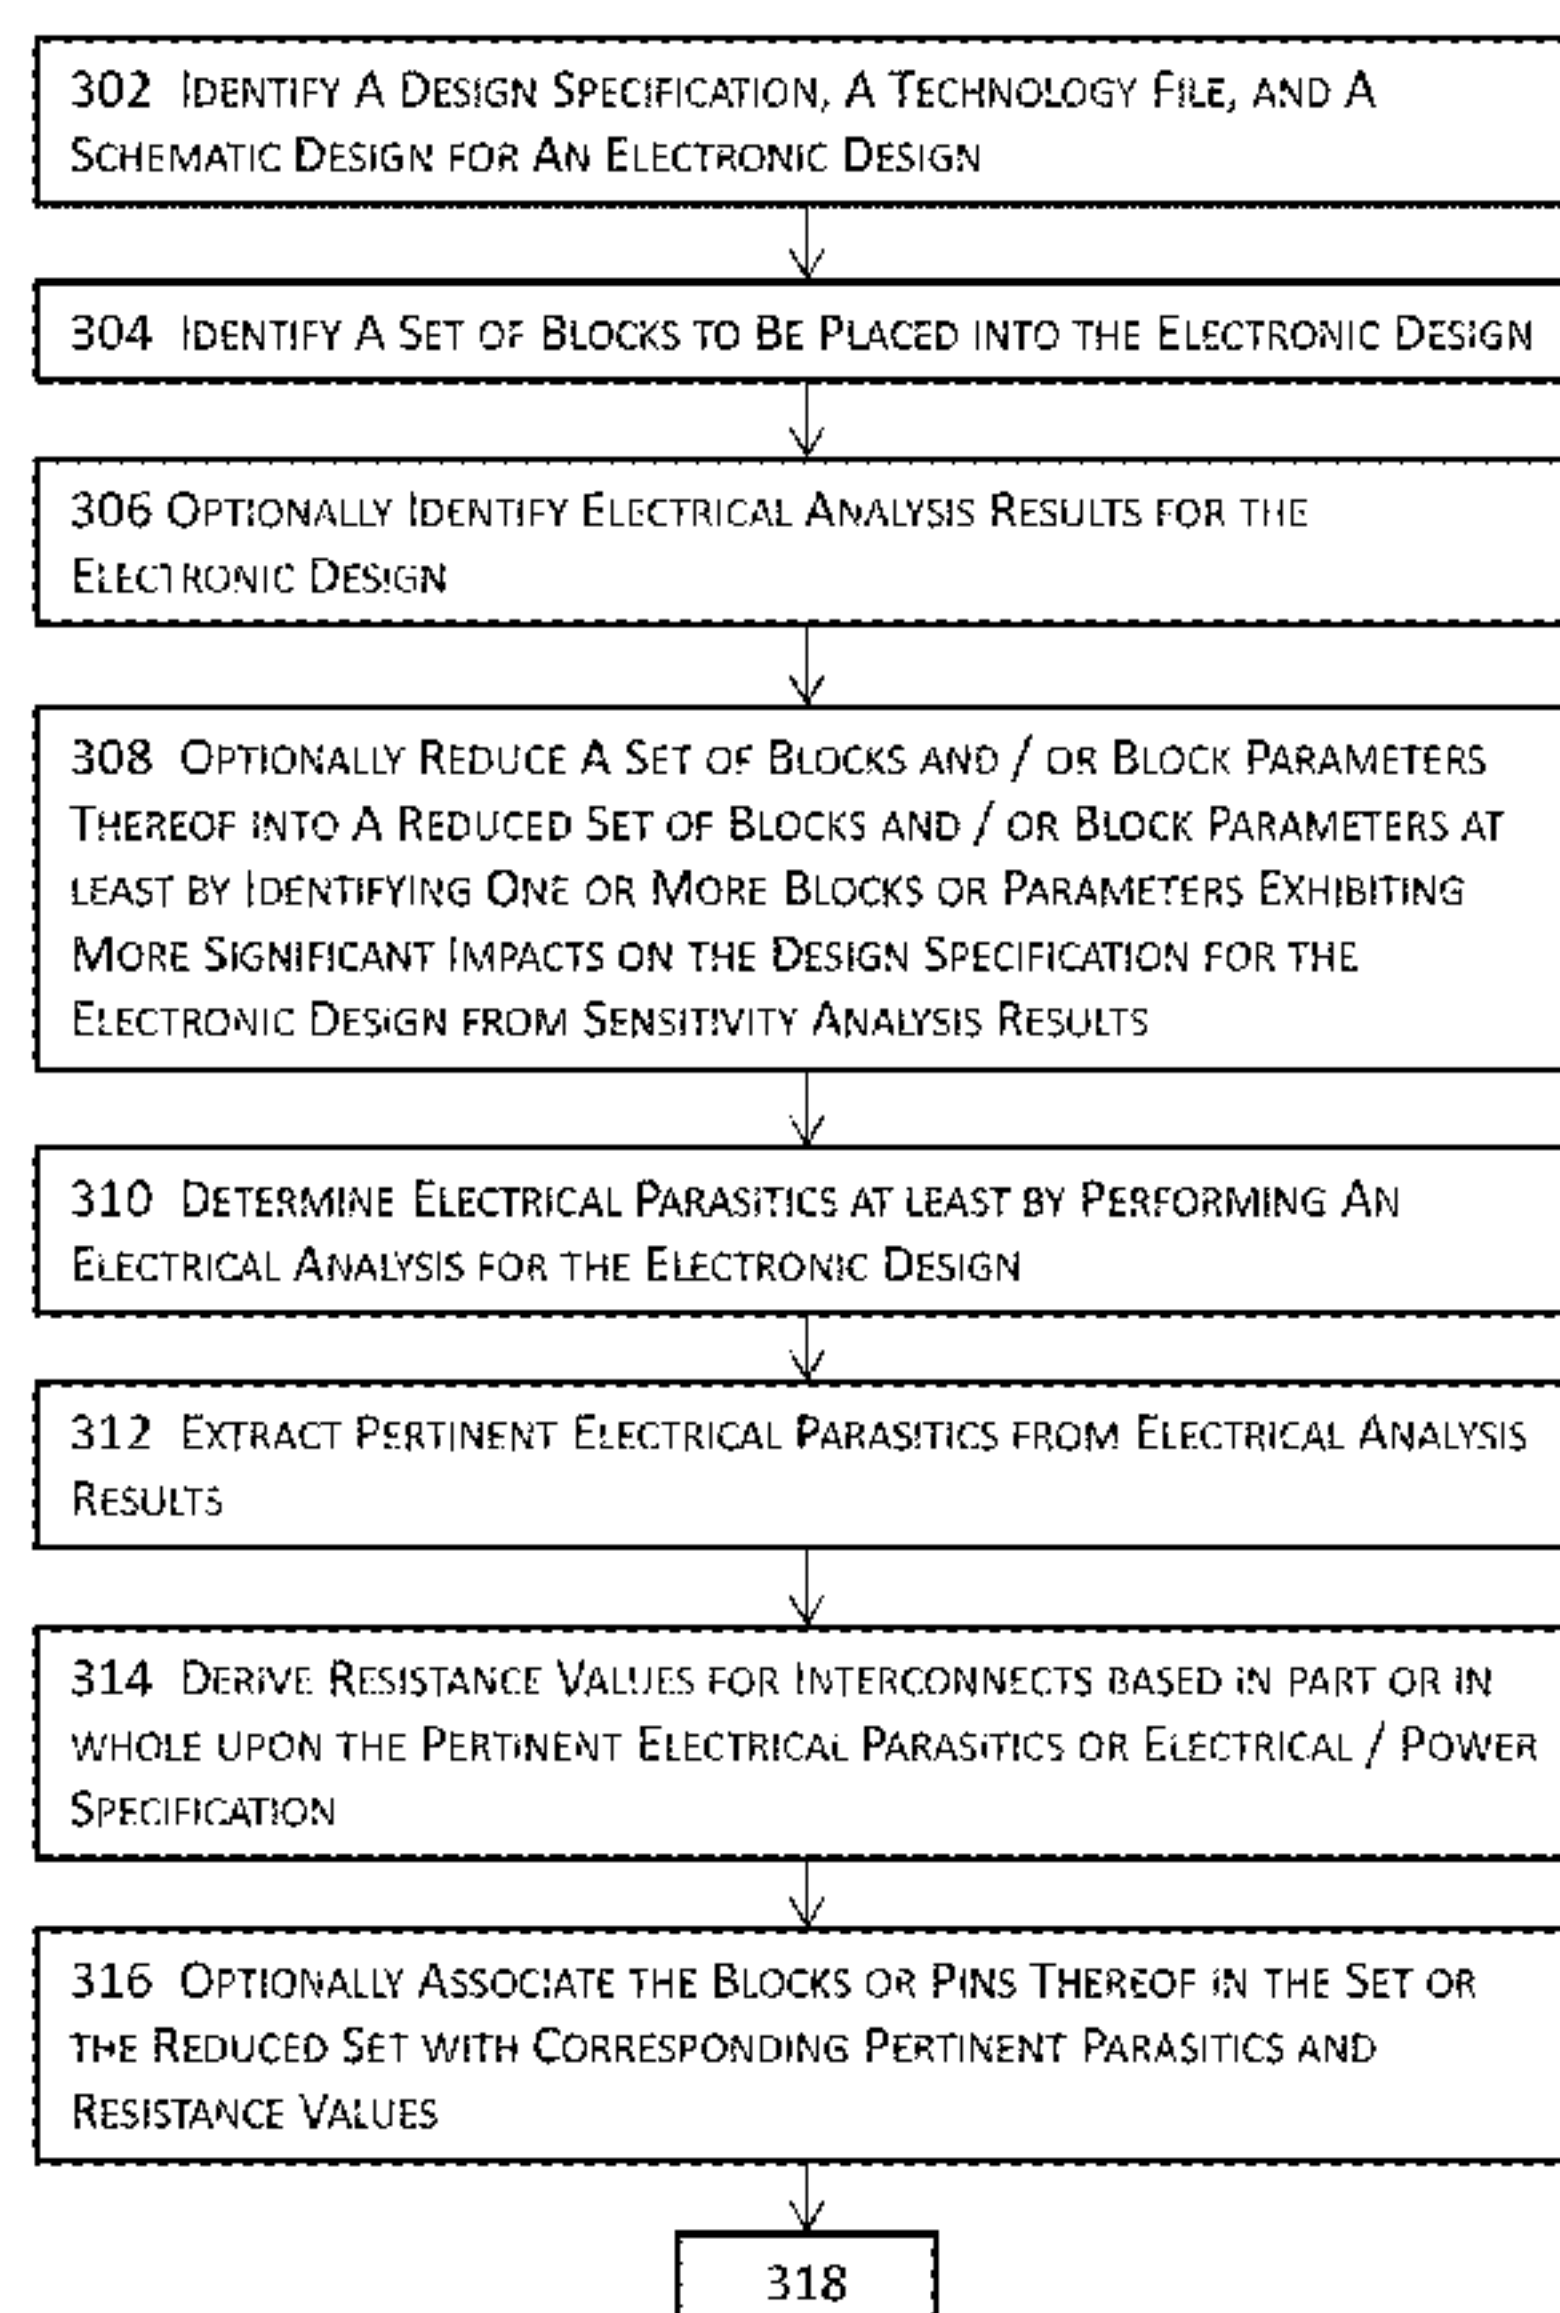 302 Identify A Design Specification, A Technology File, and A
Schematic Design for An Electronic Design
304 Identify A Set of Blocks to Be Placed into the Electronic Design
306 Optionally Identify Electrical Analysis Results for the
Electronic Design
308 Optionally Reduce A Set of Blocks and / or Block Parameters
Thereof into A Reduced Set of Blocks and / or Block Parameters at
least by Identifying One or More Blocks or Parameters Exhibiting
More Significant Impacts on the Design Specification for the
Electronic Design from Sensitivity Analysis Results
310 Determine Electrical Parasitics at least by Performing An
Electrical Analysis for the Electronic Design
312 Extract Pertinent Electrical Parasitics from Electrical Analysis
Results
314 Derive Resistance Values for Interconnects based in part or in
whole upon the Pertinent Electrical Parasitics or Electrical / Power
Specification
316 Optionally Associate the Blocks or Pins Thereof in the Set or
the Reduced Set with Corresponding Pertinent Parasitics and
Resistance Values
318